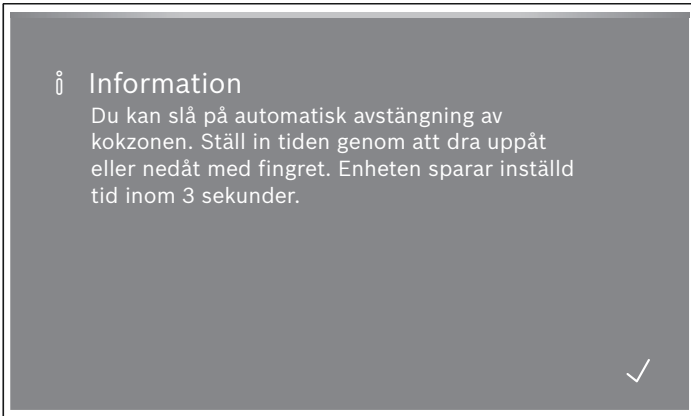 Information
Du kan slå på automatisk avstängning av
kokzonen. Ställ in tiden genom att dra uppåt
eller nedåt med fingret. Enheten sparar inställd
tid inom 3 sekunder.